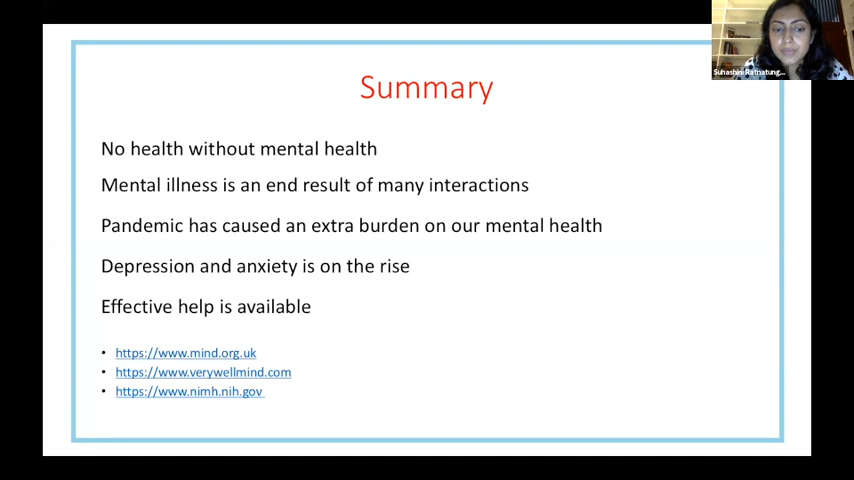 Suhashini Ratnatung...
Summary
No health without mental health
Mental illness is an end result of many interactions
Pandemic has caused an extra burden on our mental health
Depression and anxiety is on the rise
Effective help is available
• https://www.mind.org.uk
• https://www.verywellmind.com
• https://www.nimh.nih.gov